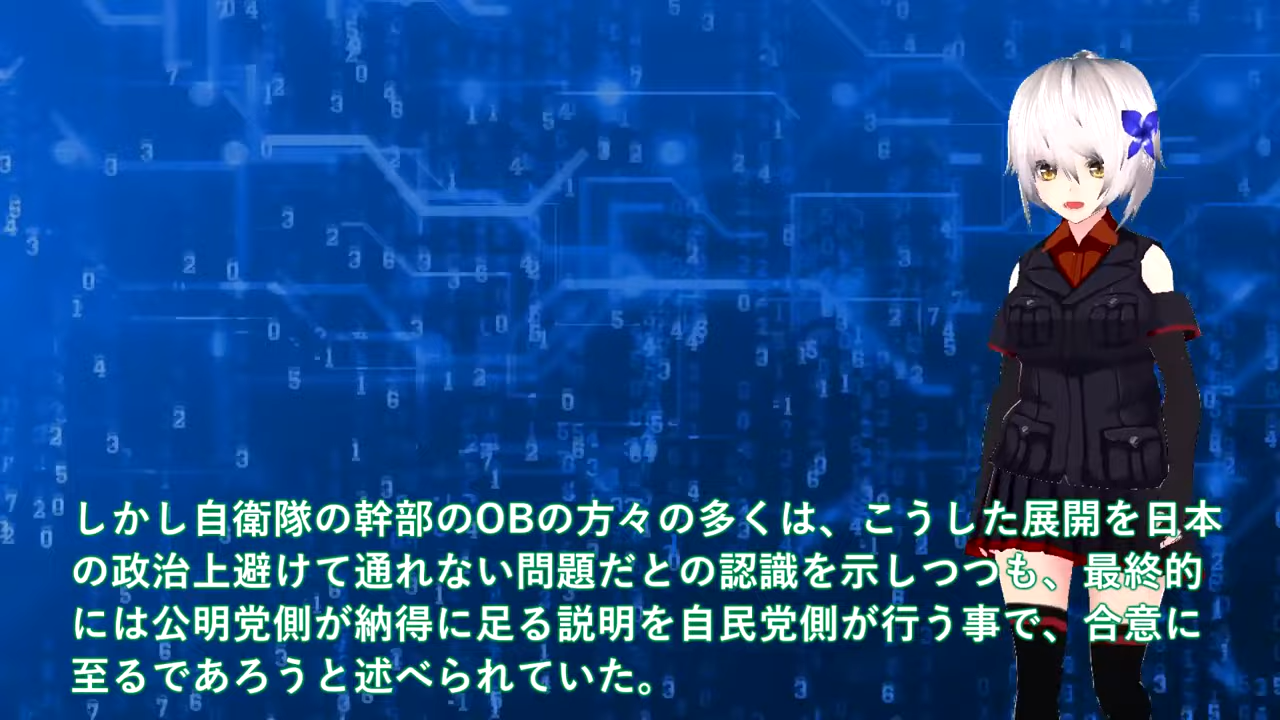 しかし自衛隊の幹部のOBの方々の多くは、こうした展開を日本
の政治上避けて通れない問題だとの認識を示しつつも、最終的
には公明党側が納得に足る説明を自民党側が行う事で、合意に
至るであろうと述べられていた。